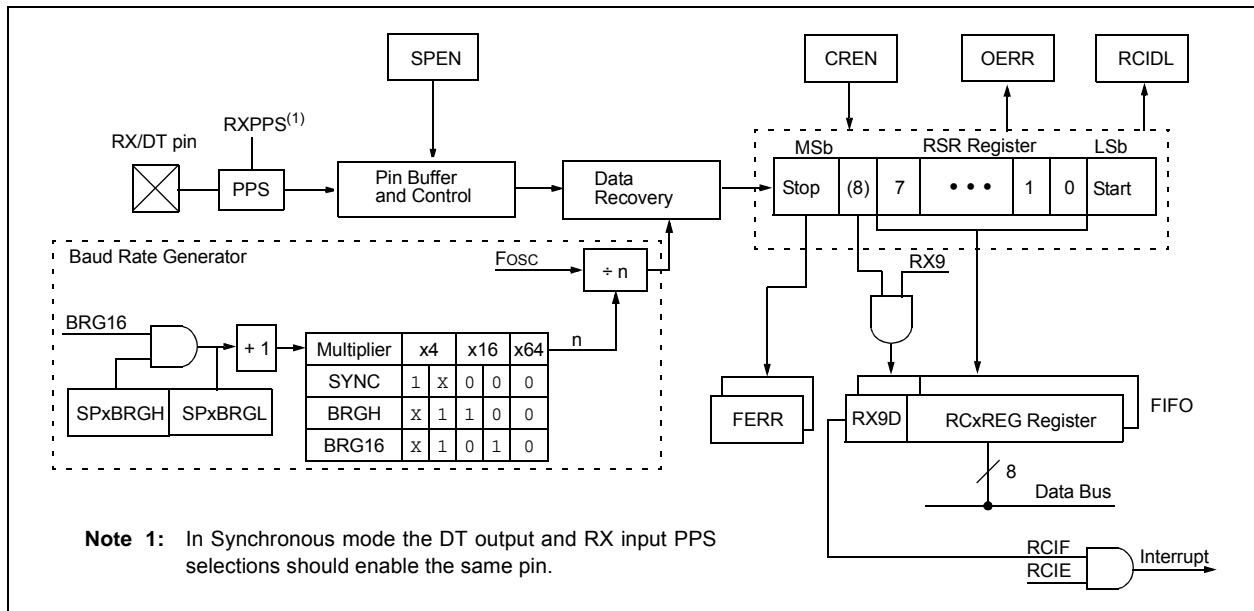 SPEN
CREN
OERR
RCIDL
RXPPS(1)
RX/DT pin
PPS
Pin Buffer
and Control
Data
Recovery
MSb
RSR Register
LSb
Stop (8) 7 • • • 1 0 Start
Baud Rate Generator
FOSC
÷ n
RX9
BRG16
+ 1
n
Multiplier x4 x16 x64
SYNC 1 X 0 0 0
BRGH X 1 1 0 0
BRG16 X 1 0 1 0
SPxBRGH SPxBRGL
FERR
RX9D
RCxREG Register
FIFO
8
Data Bus
Note 1: In Synchronous mode the DT output and RX input PPS
selections should enable the same pin.
RCIF
RCIE
Interrupt